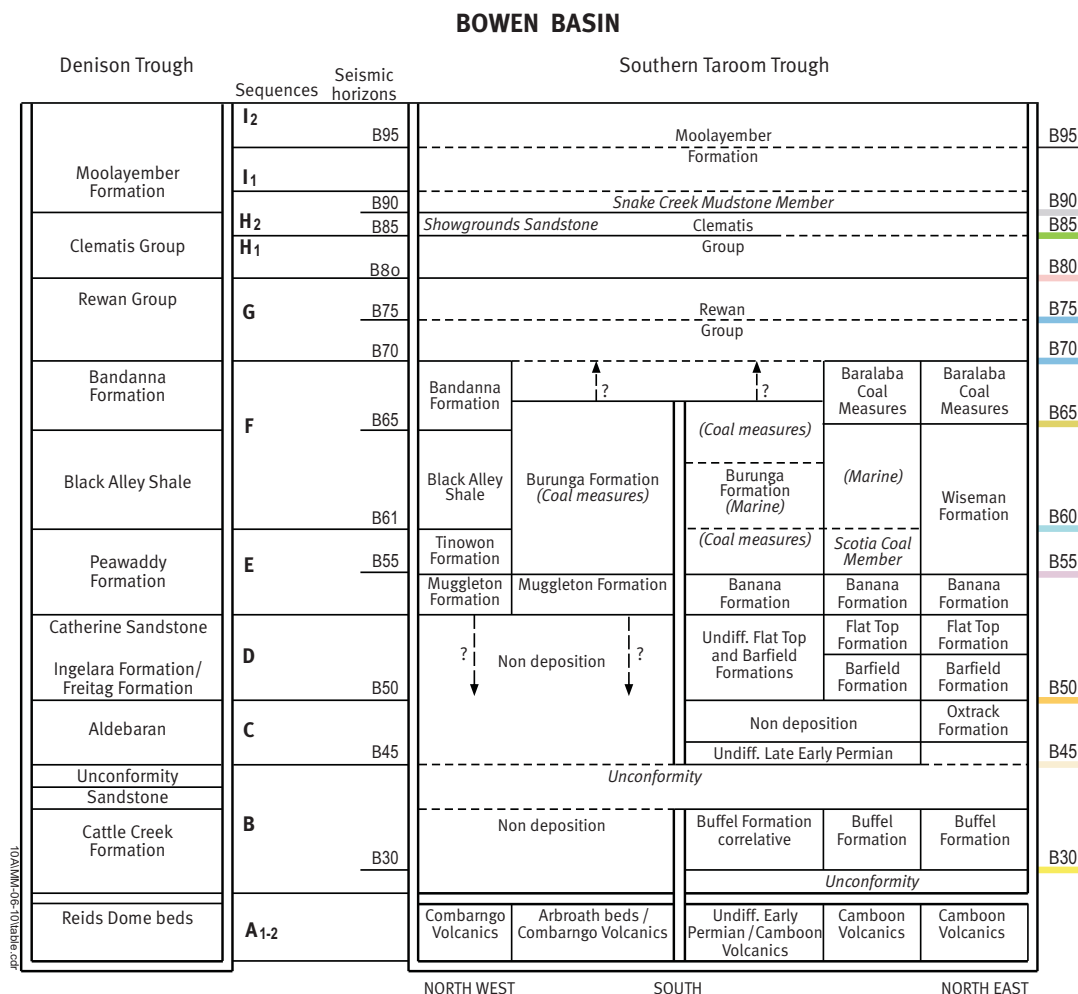 BOWEN BASIN
Denison Trough
Southern Taroom Trough
Sequences
Seismic
horizons
Moolayember
Formation
Clematis Group
Rewan Group
Bandanna
Formation
Black Alley Shale
Peawaddy
Formation
Catherine Sandstone
Ingelara Formation/
Freitag Formation
Aldebaran
Unconformity
Sandstone
Cattle Creek
Formation
Reids Dome beds
I2
I1
H2
H1
G
F
E
D
C
B
A1-2
B95
B90
B85
B8o
B75
B70
B65
B61
B55
B50
B45
B30
Moolayember
Formation
Snake Creek Mudstone Member
Showgrounds Sandstone
Clematis
Group
Rewan
Group
Bandanna
Formation
Black Alley
Shale
Tinowon
Formation
Muggleton
Formation
?
Burunga Formation
(Coal measures)
Muggleton Formation
?
Non deposition
?
?
(Coal measures)
Burunga
Formation
(Marine)
(Coal measures)
Banana
Formation
Undiff. Flat Top
and Barfield
Formations
Baralaba
Coal
Measures
(Marine)
Scotia Coal
Member
Banana
Formation
Flat Top
Formation
Barfield
Formation
Baralaba
Coal
Measures
Wiseman
Formation
Banana
Formation
Flat Top
Formation
Barfield
Formation
Oxtrack
Formation
Non deposition
Undiff. Late Early Permian
Unconformity
Non deposition
Buffel Formation
correlative
Buffel
Formation
Buffel
Formation
Unconformity
Combarngo
Volcanics
Arbroath beds /
Combarngo Volcanics
Undiff. Early
Permian / Camboon
Volcanics
Camboon
Volcanics
Camboon
Volcanics
B95
B90
B85
B80
B75
B70
B65
B60
B55
B50
B45
B30
NORTH WEST
SOUTH
NORTH EAST